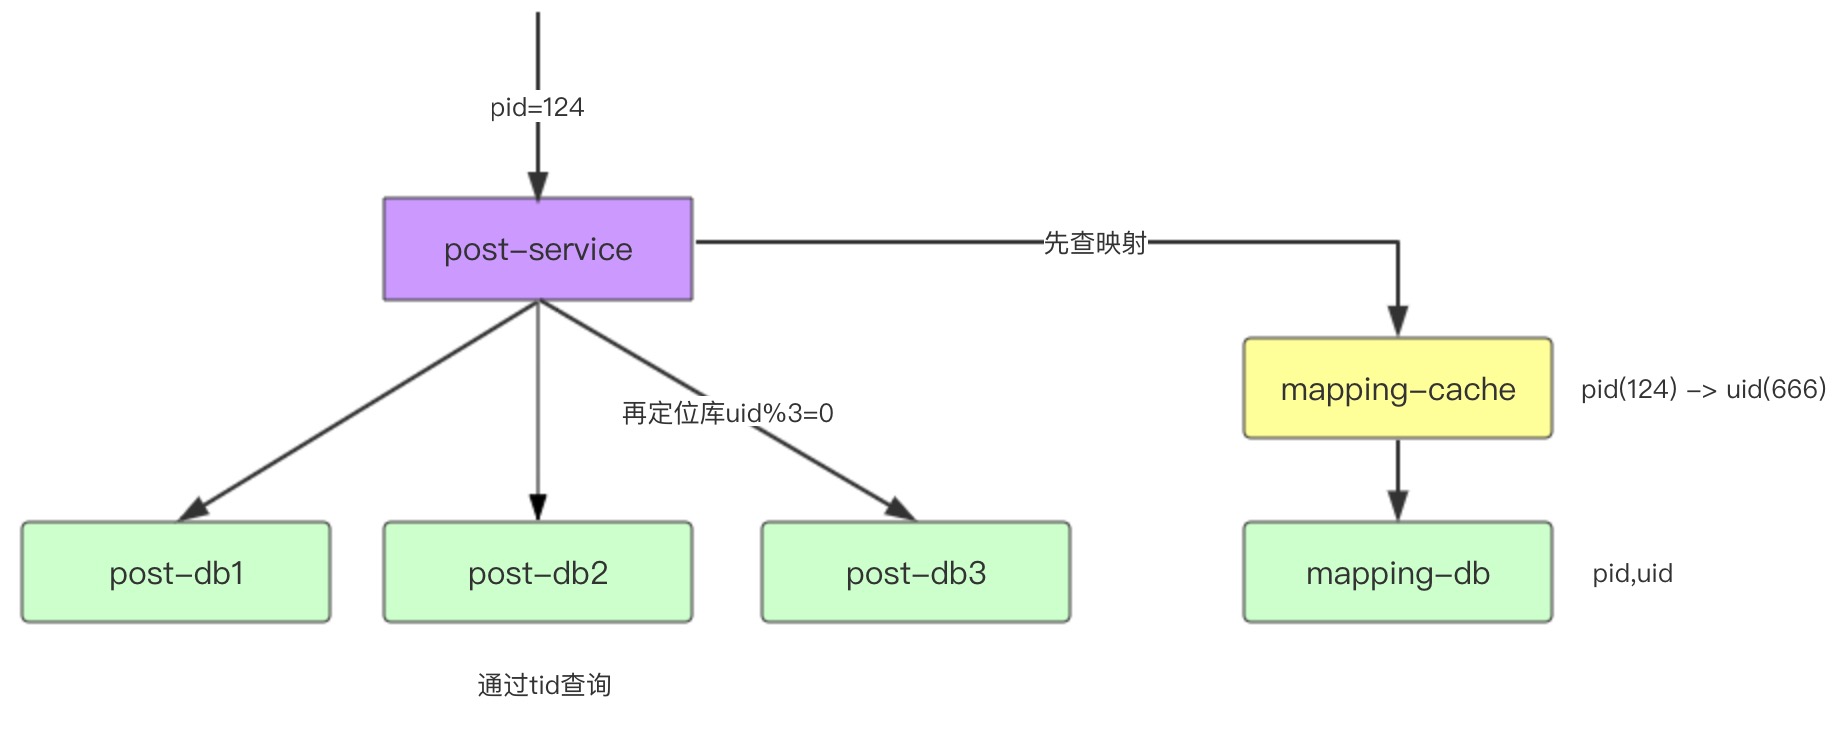 pid=124
post-service
先查映射
mapping-cache
pid(124) -> uid(666)
再定位库uid%3=0
post-db1
post-db2
post-db3
mapping-db
pid,uid
通过tid查询